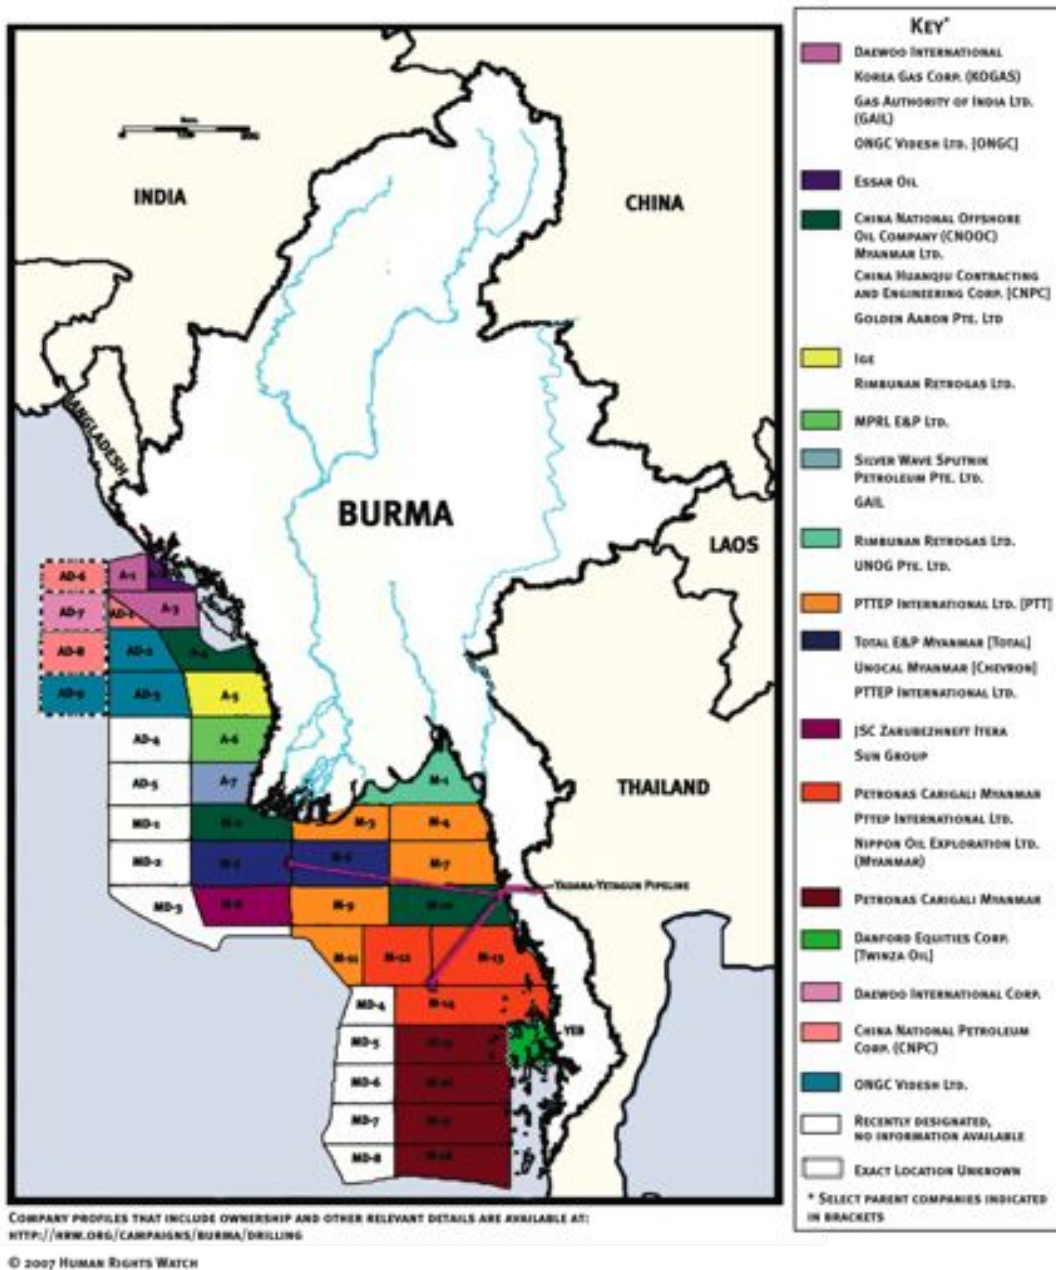 KEY*
DAEWOO INTERNATIONAL
KOREA GAS CORP. (KOGAS)
GAS AUTHORITY OF INDIA LTD.
(GAIL)
ONGC VIDESH LTD. [ONGC]
ESSAR OIL
CHINA NATIONAL OFFSHORE
OIL COMPANY (CNOOC)
MYANMAR LTD.
CHINA HUANQIU CONTRACTING
AND ENGINEERING CORP. [CNPC]
GOLDEN AARON PTE. LTD
IGE
RIMBUNAN RETROGAS LTD.
MPRL E&P LTD.
SILVER WAVE SPUTNIK
PETROLEUM PTE. LTD.
GAIL
RIMBUNAN RETROGAS LTD.
UNOG PTE. LTD.
PTTEP INTERNATIONAL LTD. [PTT]
TOTAL E&P MYANMAR [TOTAL]
UNOCAL MYANMAR [CHEVRON]
PTTEP INTERNATIONAL LTD.
JSC ZARUBEZHNEFT ITERA
SUN GROUP
PETRONAS CARIGALI MYANMAR
PTTEP INTERNATIONAL LTD.
NIPPON OIL EXPLORATION LTD.
(MYANMAR)
PETRONAS CARIGALI MYANMAR
DANFORD EQUITIES CORP.
[TWINZA OIL]
DAEWOO INTERNATIONAL CORP.
CHINA NATIONAL PETROLEUM
CORP. (CNPC)
ONGC VIDESH LTD.
RECENTLY DESIGNATED,
NO INFORMATION AVAILABLE
EXACT LOCATION UNKNOWN
* SELECT PARENT COMPANIES INDICATED
IN BRACKETS
INDIA
CHINA
BANGLADESH
BURMA
LAOS
THAILAND
AD-6
A-1
AD-7
AD-1
A-3
AD-8
AD-2
A-4
AD-9
AD-3
A-5
AD-4
A-6
AD-5
A-7
M-1
MD-1
M-3
M-4
MD-2
M-7
YADANA-YETAGUN PIPELINE
MD-3
M-8
M-9
M-10
M-11
M-12
M-13
MD-4
M-14
MD-5
YEB
MD-6
MD-7
MD-8
COMPANY PROFILES THAT INCLUDE OWNERSHIP AND OTHER RELEVANT DETAILS ARE AVAILABLE AT:
HTTP://HRW.ORG/CAMPAIGNS/BURMA/DRILLING
© 2007 HUMAN RIGHTS WATCH